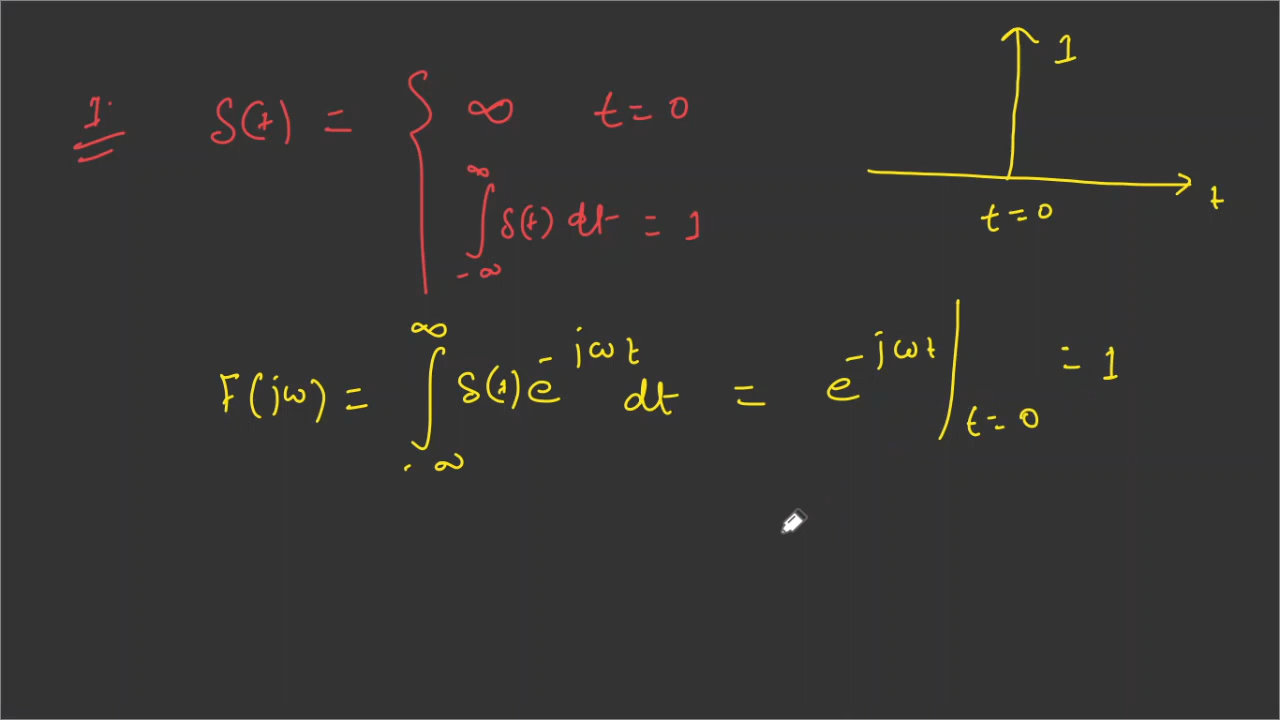 1. δ(t) = { ∞ t = 0
∫_{-∞}^{∞} δ(t) dt = 1
1
t
t = 0
F(jω) = ∫_{-∞}^{∞} δ(t) e^{-jωt} dt = e^{-jωt} |_{t=0} = 1